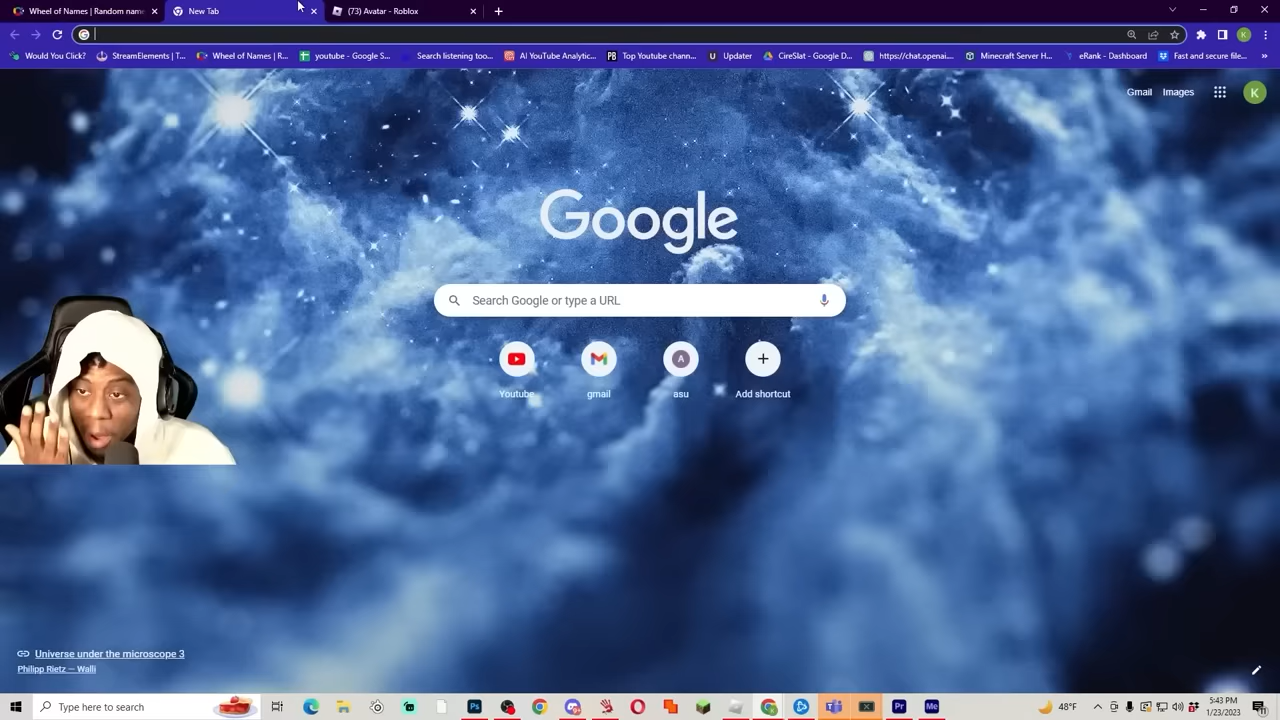 Wheel of Names | Random name
New Tab
(73) Avatar - Roblox
Would You Click?
StreamElements | T...
Wheel of Names | R...
youtube - Google S...
Search listening too...
AI YouTube Analytic...
Top Youtube chann...
Updater
CireSlat - Google D...
https://chat.openai...
Minecraft Server H...
eRank - Dashboard
Fast and secure file...
»
K
Gmail
Images
K
Google
Search Google or type a URL
A
Youtube
gmail
asu
Add shortcut
Universe under the microscope 3
Philipp Rietz — Walli
Type here to search
Ps
Pr
Me
48°F
5:43 PM
1/23/2023